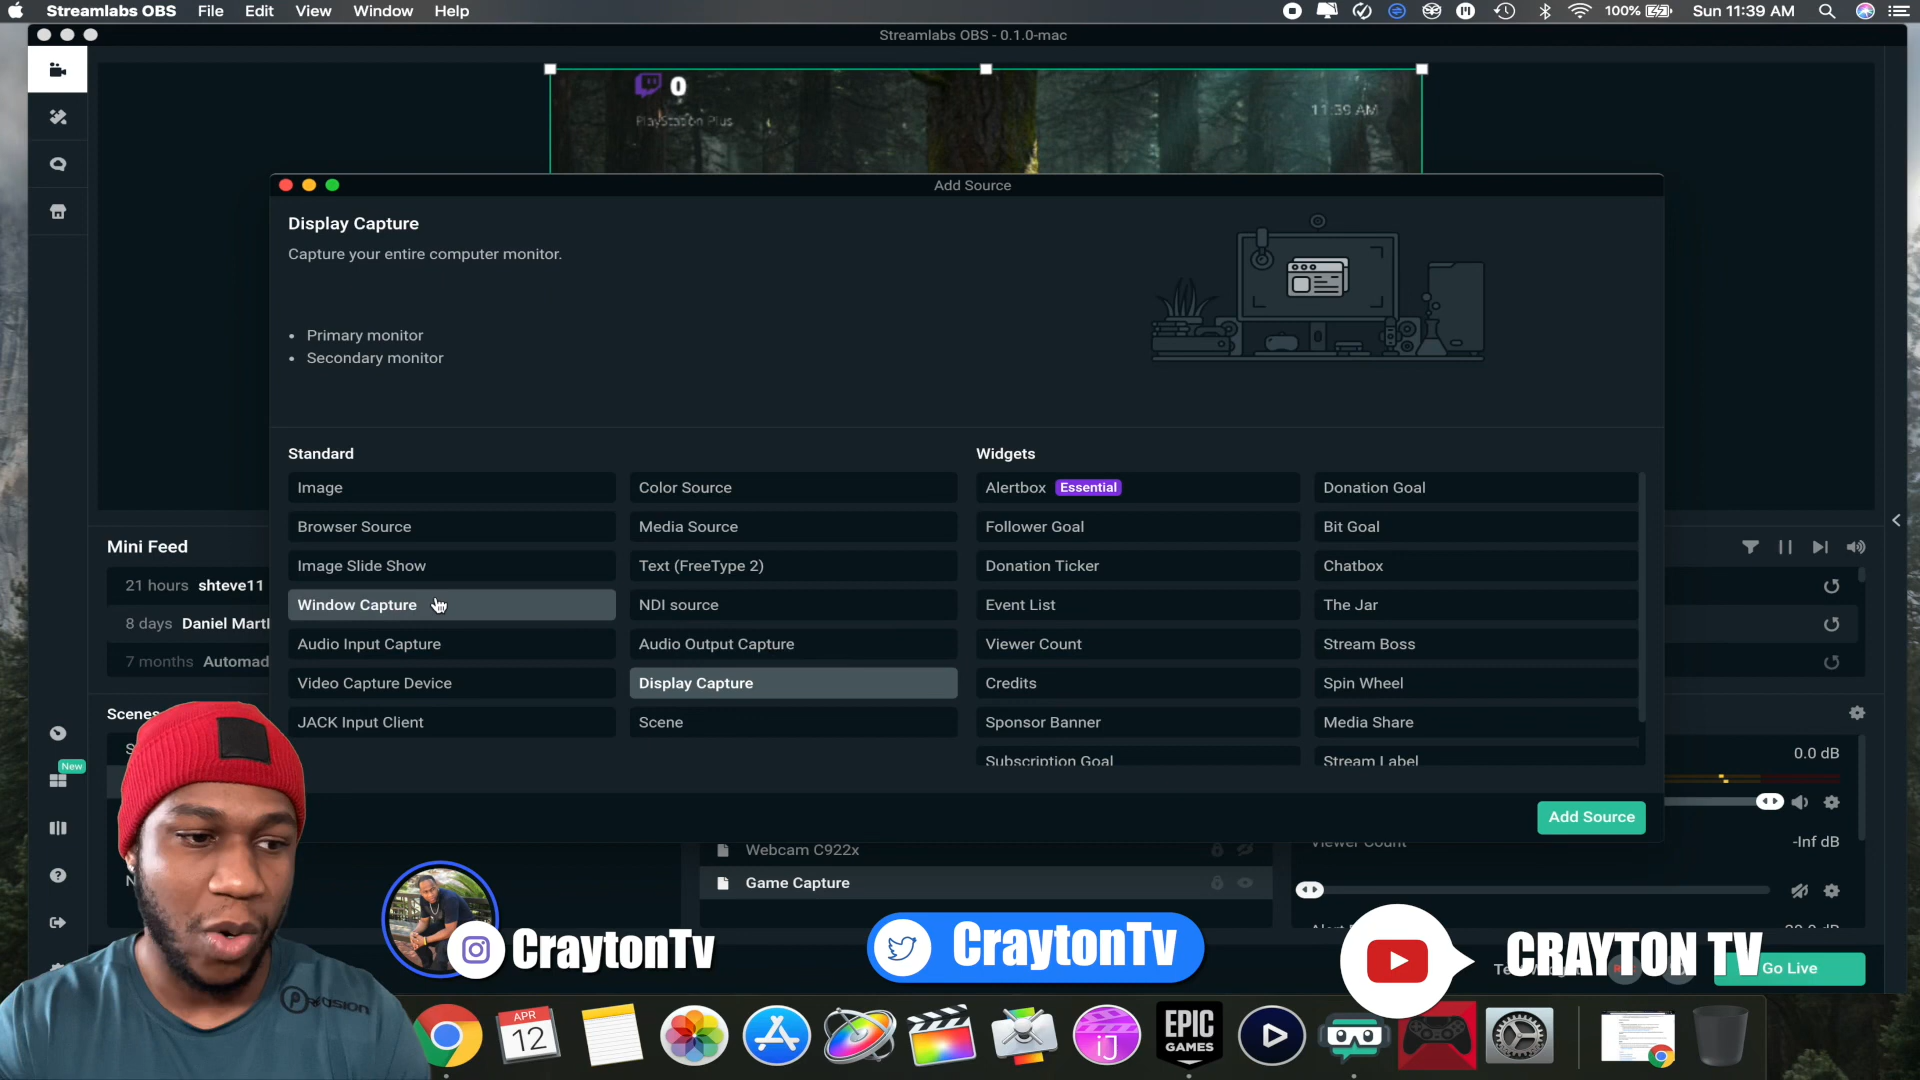 Streamlabs OBS File Edit View Window Help 100% Sun 11:39 AM
Streamlabs OBS - 0.1.0-mac
0
PlayStation Plus
11:39 AM
Add Source
Display Capture
Capture your entire computer monitor.
• Primary monitor
• Secondary monitor
Standard
Widgets
Image
Color Source
Alertbox Essential
Donation Goal
Browser Source
Media Source
Follower Goal
Bit Goal
Image Slide Show
Text (FreeType 2)
Donation Ticker
Chatbox
Window Capture
NDI source
Event List
The Jar
Audio Input Capture
Audio Output Capture
Viewer Count
Stream Boss
Video Capture Device
Display Capture
Credits
Spin Wheel
JACK Input Client
Scene
Sponsor Banner
Media Share
Subscription Goal
Stream Label
Add Source
Mini Feed
21 hours shteve11
8 days Daniel Martl
7 months Automad
Scenes
New
0.0 dB
Webcam C922x
Game Capture
Viewer Count
-Inf dB
Go Live
CraytonTv
CraytonTv
CRAYTON TV
Precision
APR
12
EPIC
GAMES
iJ